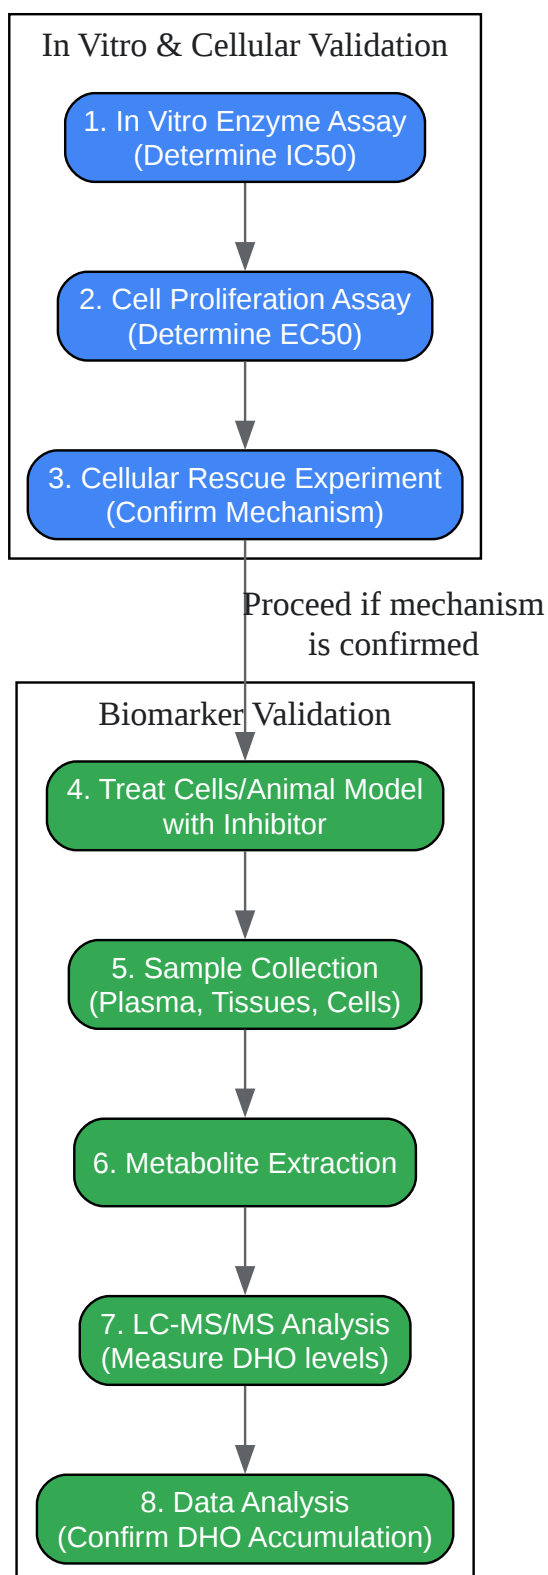 In Vitro & Cellular Validation
1. In Vitro Enzyme Assay
(Determine IC50)
2. Cell Proliferation Assay
(Determine EC50)
3. Cellular Rescue Experiment
(Confirm Mechanism)
Proceed if mechanism
is confirmed
Biomarker Validation
4. Treat Cells/Animal Model
with Inhibitor
5. Sample Collection
(Plasma, Tissues, Cells)
6. Metabolite Extraction
7. LC-MS/MS Analysis
(Measure DHO levels)
8. Data Analysis
(Confirm DHO Accumulation)